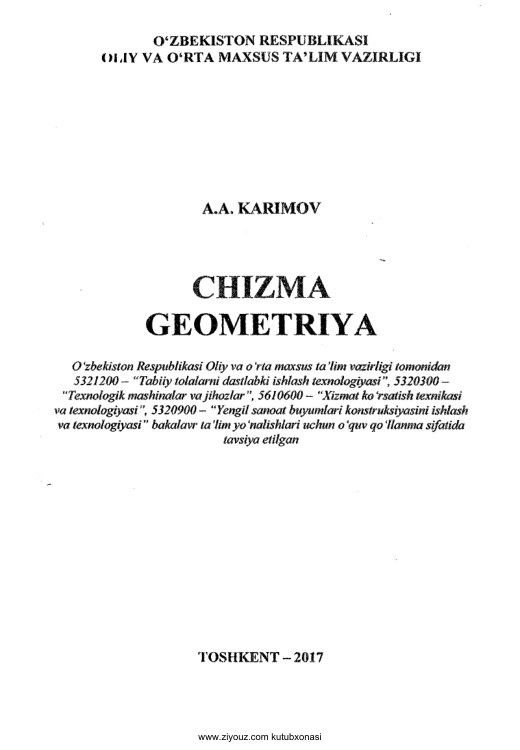 O‘ZBEKISTON RESPUBLIKASI
OLIY VA O‘RTA MAXSUS TA’LIM VAZIRLIGI
A.A. KARIMOV
CHIZMA
GEOMETRIYA
O‘zbekiston Respublikasi Oliy va o‘rta maxsus ta’lim vazirligi tomonidan
5321200 – “Tabiiy tolalarni dastlabki ishlash texnologiyasi”, 5320300 –
“Texnologik mashinalar va jihozlar”, 5610600 – “Xizmat ko‘rsatish texnikasi
va texnologiyasi”, 5320900 – “Yengil sanoat buyumlari konstruksiyasini ishlash
va texnologiyasi” bakalavr ta’lim yo‘nalishlari uchun o‘quv qo‘llanma sifatida
tavsiya etilgan
TOSHKENT – 2017
www.ziyouz.com kutubxonasi